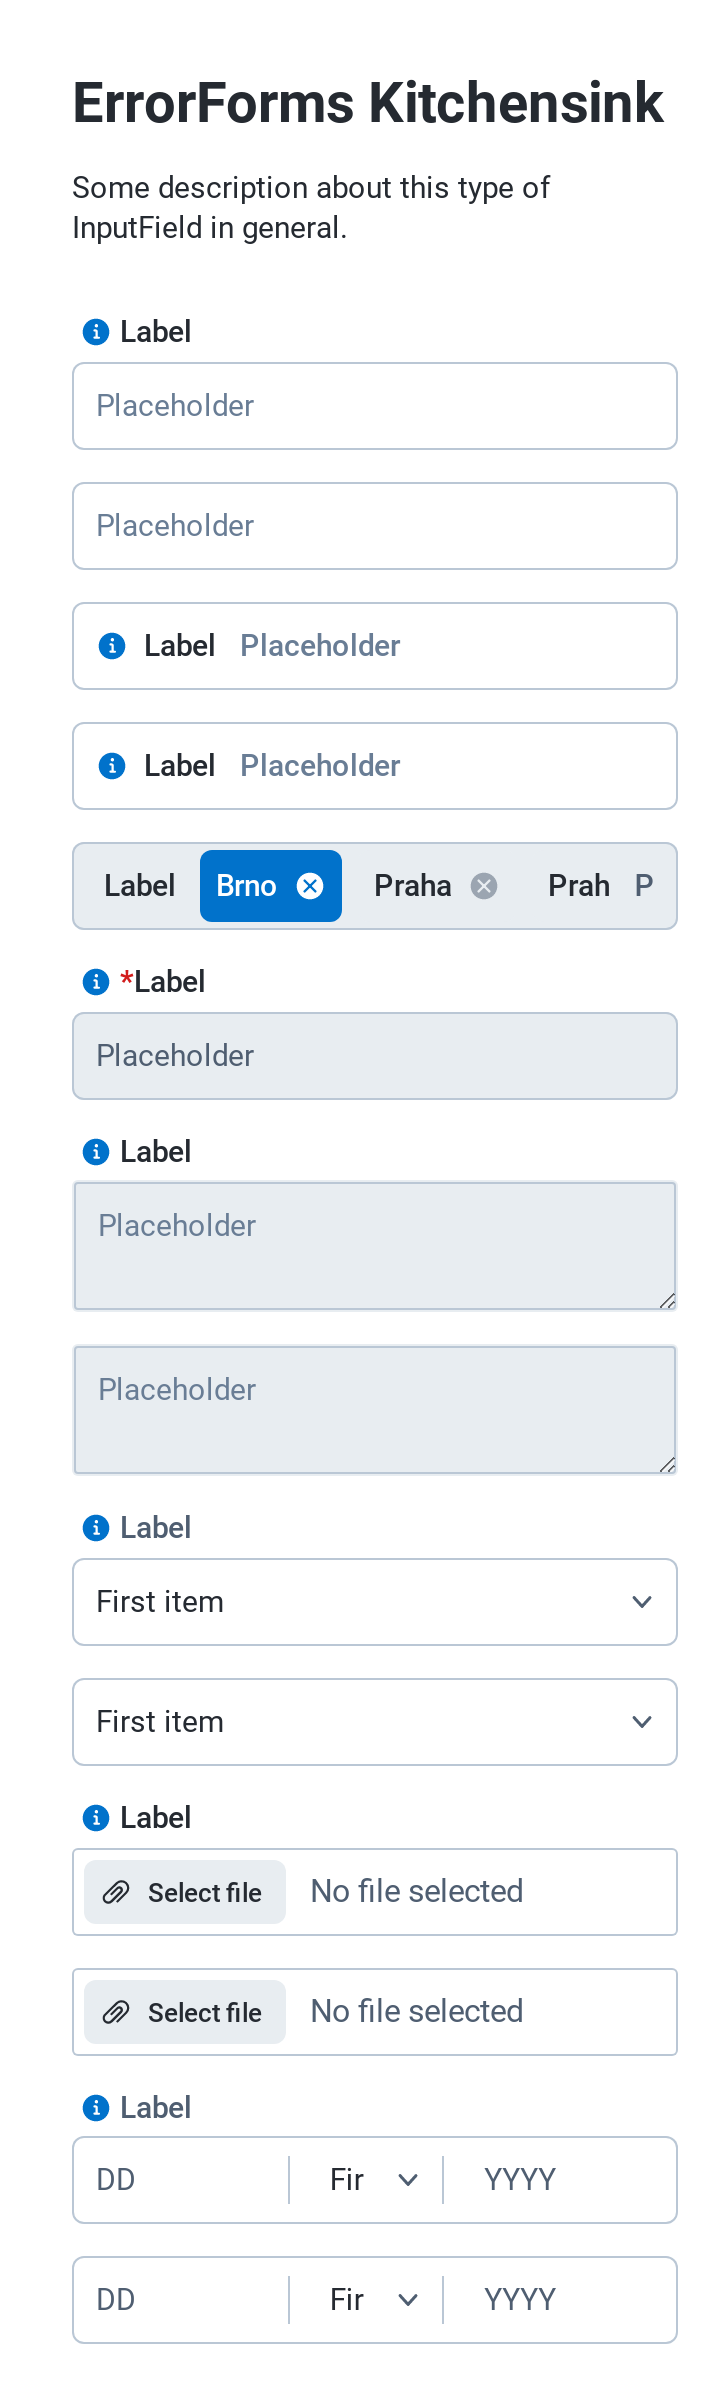 ErrorForms Kitchensink
Some description about this type of
InputField in general.
Label
Placeholder
Placeholder
Label Placeholder
Label Placeholder
Label Brno Praha Prah P
*Label
Placeholder
Label
Placeholder
Placeholder
Label
First item
First item
Label
Select file No file selected
Select file No file selected
Label
DD Fir YYYY
DD Fir YYYY